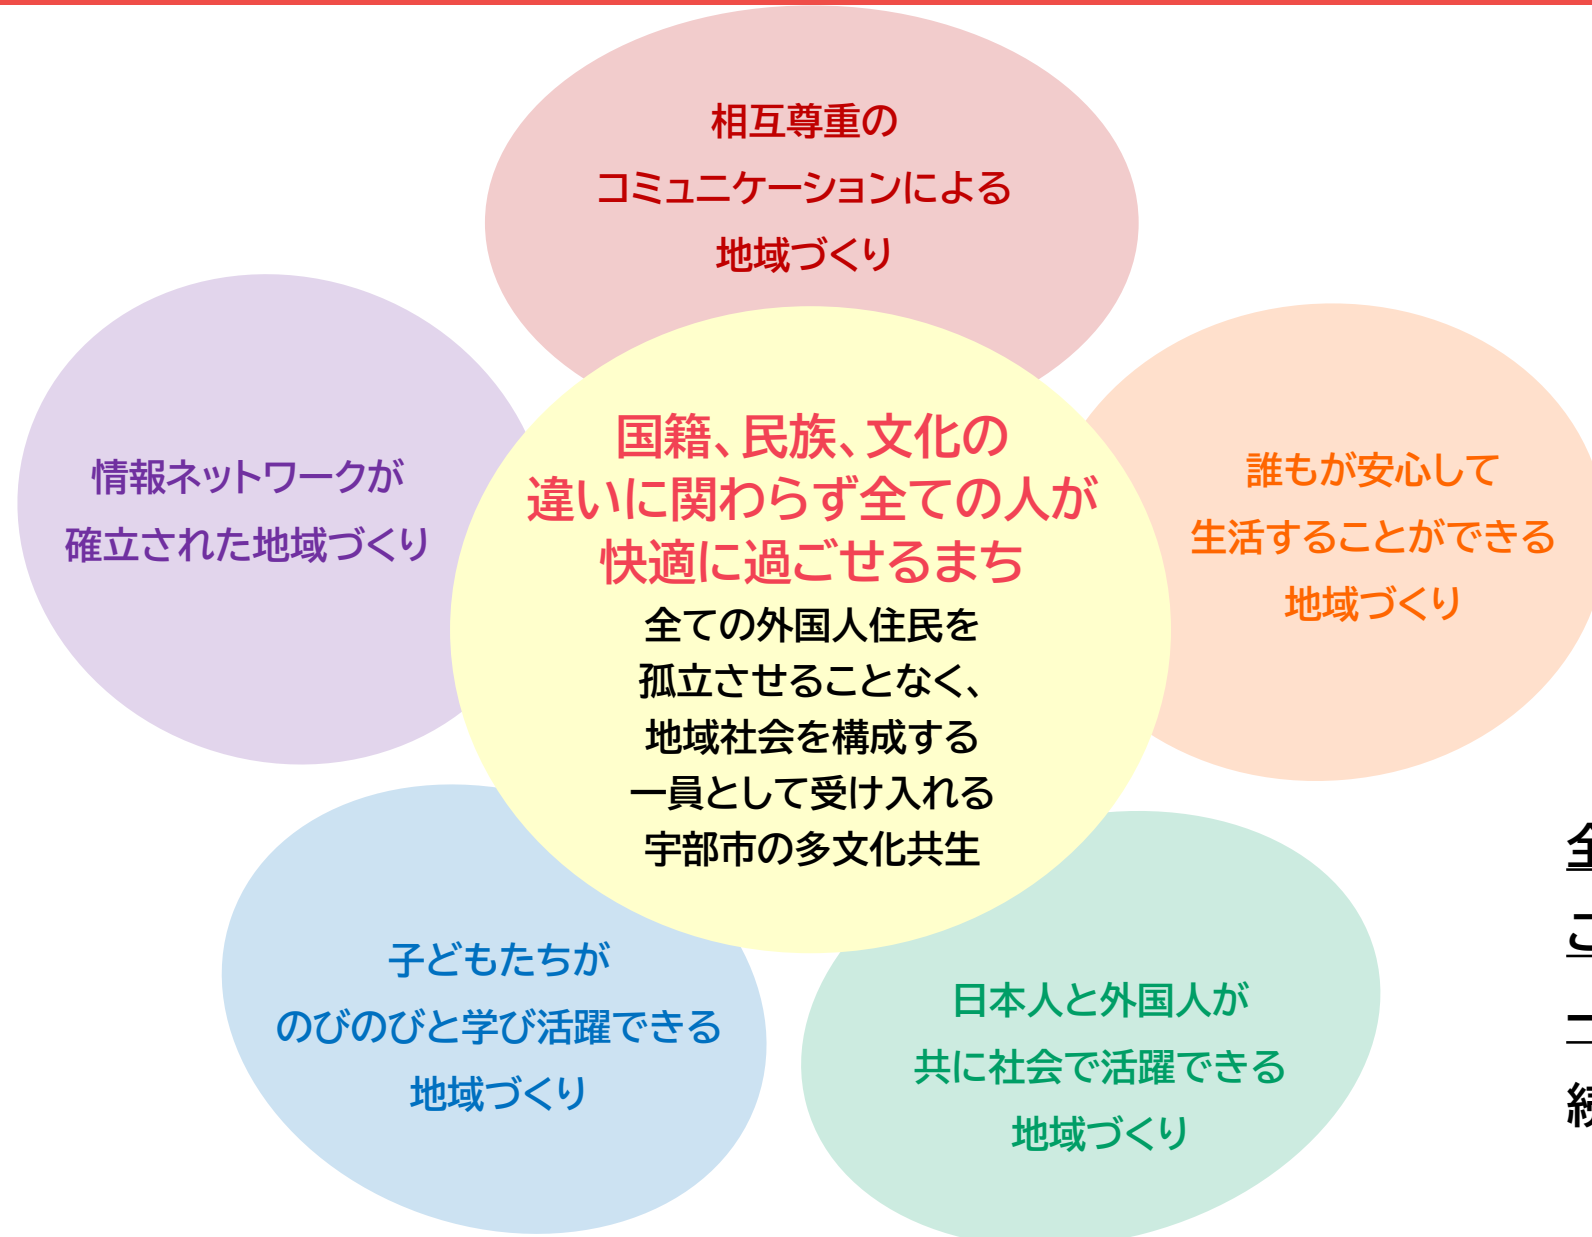 相互尊重の
コミュニケーションによる
地域づくり
情報ネットワークが
確立された地域づくり
国籍、民族、文化の
違いに関わらず全ての人が
快適に過ごせるまち
全ての外国人住民を
孤立させることなく、
地域社会を構成する
一員として受け入れる
宇部市の多文化共生
誰もが安心して
生活することができる
地域づくり
子どもたちが
のびのびと学び活躍できる
地域づくり
日本人と外国人が
共に社会で活躍できる
地域づくり